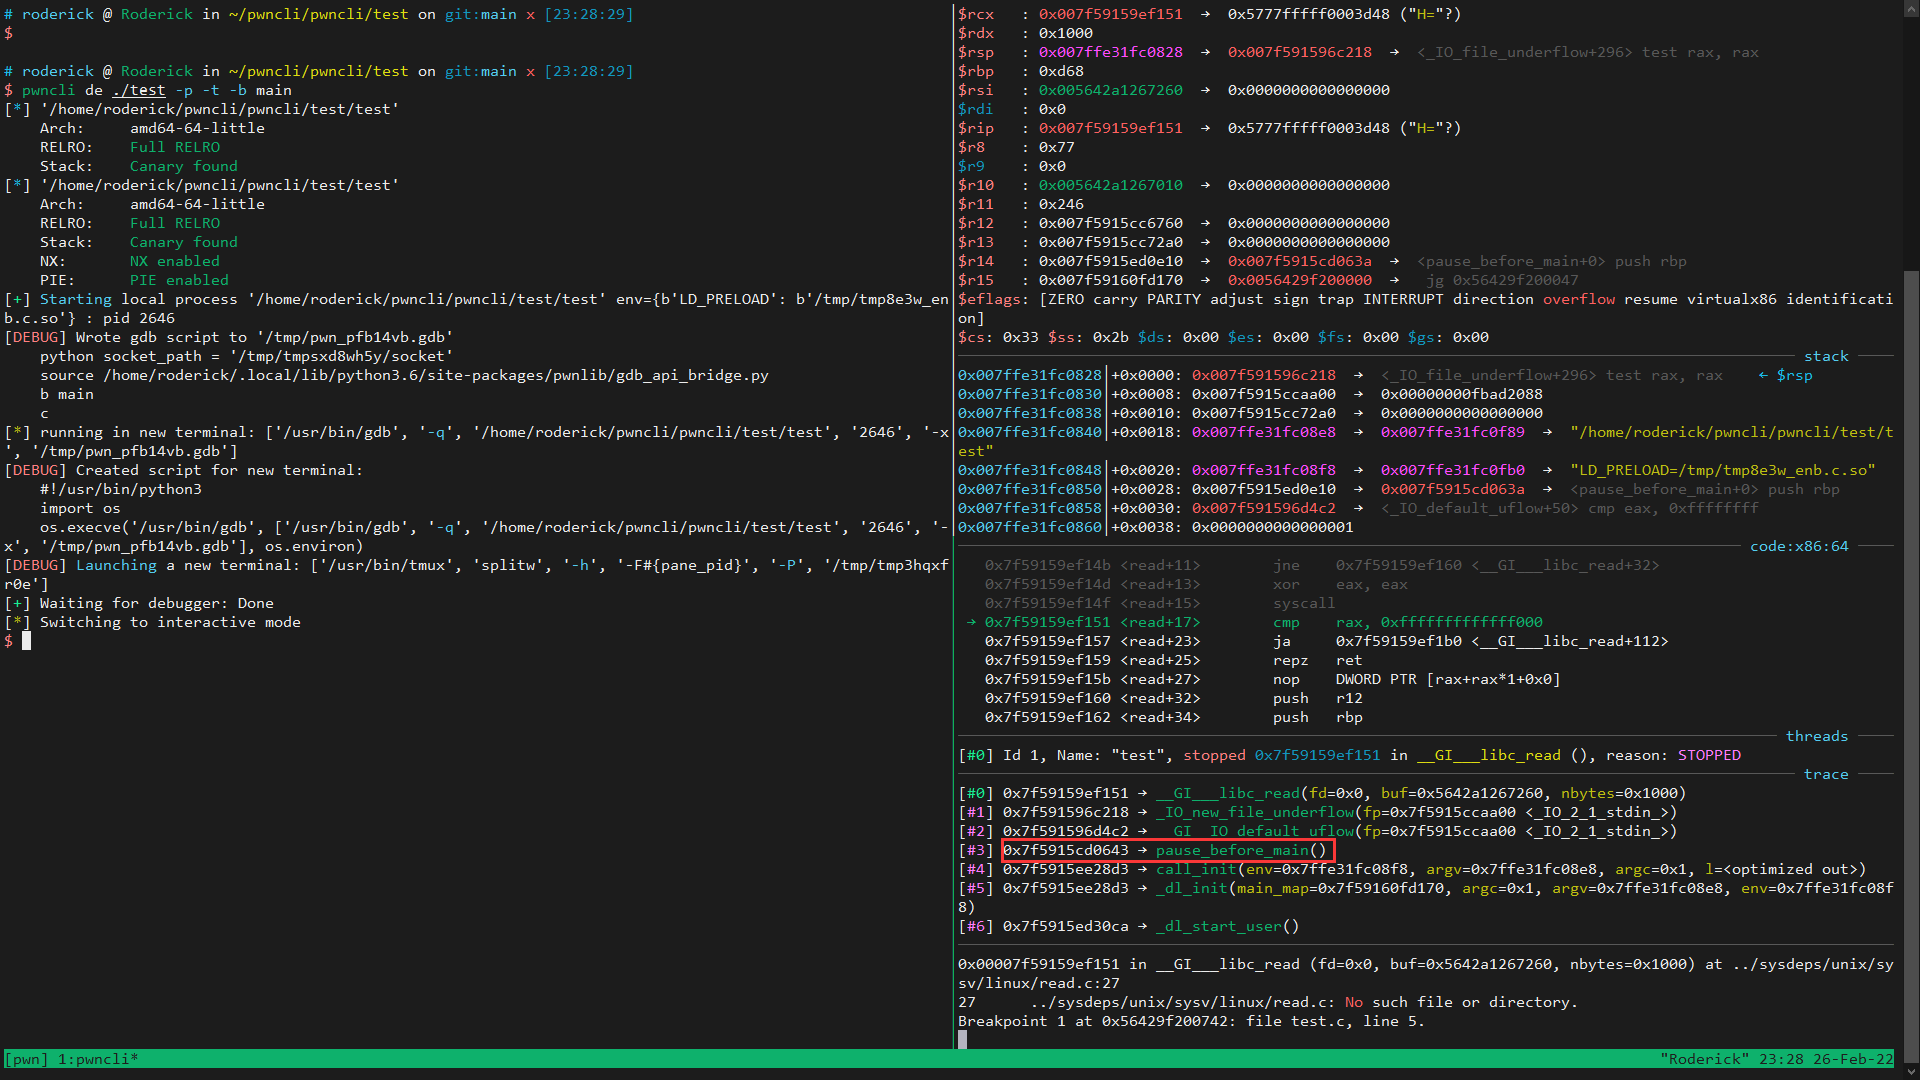 # roderick @ Roderick in ~/pwncli/pwncli/test on git:main x [23:28:29]
$
# roderick @ Roderick in ~/pwncli/pwncli/test on git:main x [23:28:29]
$ pwncli de ./test -p -t -b main
[*] '/home/roderick/pwncli/pwncli/test/test'
    Arch:     amd64-64-little
    RELRO:    Full RELRO
    Stack:    Canary found
[*] '/home/roderick/pwncli/pwncli/test/test'
    Arch:     amd64-64-little
    RELRO:    Full RELRO
    Stack:    Canary found
    NX:       NX enabled
    PIE:      PIE enabled
[+] Starting local process '/home/roderick/pwncli/pwncli/test/test' env={b'LD_PRELOAD': b'/tmp/tmp8e3w_en
b.c.so'} : pid 2646
[DEBUG] Wrote gdb script to '/tmp/pwn_pfb14vb.gdb'
    python socket_path = '/tmp/tmpsxd8wh5y/socket'
    source /home/roderick/.local/lib/python3.6/site-packages/pwnlib/gdb_api_bridge.py
    b main
    c
[*] running in new terminal: ['/usr/bin/gdb', '-q', '/home/roderick/pwncli/pwncli/test/test', '2646', '-x
', '/tmp/pwn_pfb14vb.gdb']
[DEBUG] Created script for new terminal:
    #!/usr/bin/python3
    import os
    os.execve('/usr/bin/gdb', ['/usr/bin/gdb', '-q', '/home/roderick/pwncli/pwncli/test/test', '2646', '-
x', '/tmp/pwn_pfb14vb.gdb'], os.environ)
[DEBUG] Launching a new terminal: ['/usr/bin/tmux', 'splitw', '-h', '-F#{pane_pid}', '-P', '/tmp/tmp3hqxf
r0e']
[+] Waiting for debugger: Done
[*] Switching to interactive mode
$
$rcx   : 0x007f59159ef151  →  0x5777fffff0003d48 ("H="?)
$rdx   : 0x1000
$rsp   : 0x007ffe31fc0828  →  0x007f591596c218  →  <_IO_file_underflow+296> test rax, rax
$rbp   : 0xd68
$rsi   : 0x005642a1267260  →  0x0000000000000000
$rdi   : 0x0
$rip   : 0x007f59159ef151  →  0x5777fffff0003d48 ("H="?)
$r8    : 0x77
$r9    : 0x0
$r10   : 0x005642a1267010  →  0x0000000000000000
$r11   : 0x246
$r12   : 0x007f5915cc6760  →  0x0000000000000000
$r13   : 0x007f5915cc72a0  →  0x0000000000000000
$r14   : 0x007f5915ed0e10  →  0x007f5915cd063a  →  <pause_before_main+0> push rbp
$r15   : 0x007f59160fd170  →  0x0056429f200000  →   jg 0x56429f200047
$eflags: [ZERO carry PARITY adjust sign trap INTERRUPT direction overflow resume virtualx86 identificati
on]
$cs: 0x33 $ss: 0x2b $ds: 0x00 $es: 0x00 $fs: 0x00 $gs: 0x00
stack
0x007ffe31fc0828│+0x0000: 0x007f591596c218  →  <_IO_file_underflow+296> test rax, rax    ← $rsp
0x007ffe31fc0830│+0x0008: 0x007f5915ccaa00  →  0x00000000fbad2088
0x007ffe31fc0838│+0x0010: 0x007f5915cc72a0  →  0x0000000000000000
0x007ffe31fc0840│+0x0018: 0x007ffe31fc08e8  →  0x007ffe31fc0f89  →  "/home/roderick/pwncli/pwncli/test/t
est"
0x007ffe31fc0848│+0x0020: 0x007ffe31fc08f8  →  0x007ffe31fc0fb0  →  "LD_PRELOAD=/tmp/tmp8e3w_enb.c.so"
0x007ffe31fc0850│+0x0028: 0x007f5915ed0e10  →  0x007f5915cd063a  →  <pause_before_main+0> push rbp
0x007ffe31fc0858│+0x0030: 0x007f591596d4c2  →  <_IO_default_uflow+50> cmp eax, 0xffffffff
0x007ffe31fc0860│+0x0038: 0x0000000000000001
code:x86:64
   0x7f59159ef14b <read+11>        jne    0x7f59159ef160 <__GI___libc_read+32>
   0x7f59159ef14d <read+13>        xor    eax, eax
   0x7f59159ef14f <read+15>        syscall
 → 0x7f59159ef151 <read+17>        cmp    rax, 0xfffffffffffff000
   0x7f59159ef157 <read+23>        ja     0x7f59159ef1b0 <__GI___libc_read+112>
   0x7f59159ef159 <read+25>        repz   ret
   0x7f59159ef15b <read+27>        nop    DWORD PTR [rax+rax*1+0x0]
   0x7f59159ef160 <read+32>        push   r12
   0x7f59159ef162 <read+34>        push   rbp
threads
[#0] Id 1, Name: "test", stopped 0x7f59159ef151 in __GI___libc_read (), reason: STOPPED
trace
[#0] 0x7f59159ef151 → __GI___libc_read(fd=0x0, buf=0x5642a1267260, nbytes=0x1000)
[#1] 0x7f591596c218 → _IO_new_file_underflow(fp=0x7f5915ccaa00 <_IO_2_1_stdin_>)
[#2] 0x7f591596d4c2 → __GI__IO_default_uflow(fp=0x7f5915ccaa00 <_IO_2_1_stdin_>)
[#3] 0x7f5915cd0643 → pause_before_main()
[#4] 0x7f5915ee28d3 → call_init(env=0x7ffe31fc08f8, argv=0x7ffe31fc08e8, argc=0x1, l=<optimized out>)
[#5] 0x7f5915ee28d3 → _dl_init(main_map=0x7f59160fd170, argc=0x1, argv=0x7ffe31fc08e8, env=0x7ffe31fc08f
8)
[#6] 0x7f5915ed30ca → _dl_start_user()
0x00007f59159ef151 in __GI___libc_read (fd=0x0, buf=0x5642a1267260, nbytes=0x1000) at ../sysdeps/unix/sy
sv/linux/read.c:27
27      ../sysdeps/unix/sysv/linux/read.c: No such file or directory.
Breakpoint 1 at 0x56429f200742: file test.c, line 5.
[pwn] 1:pwncli*
"Roderick" 23:28 26-Feb-22